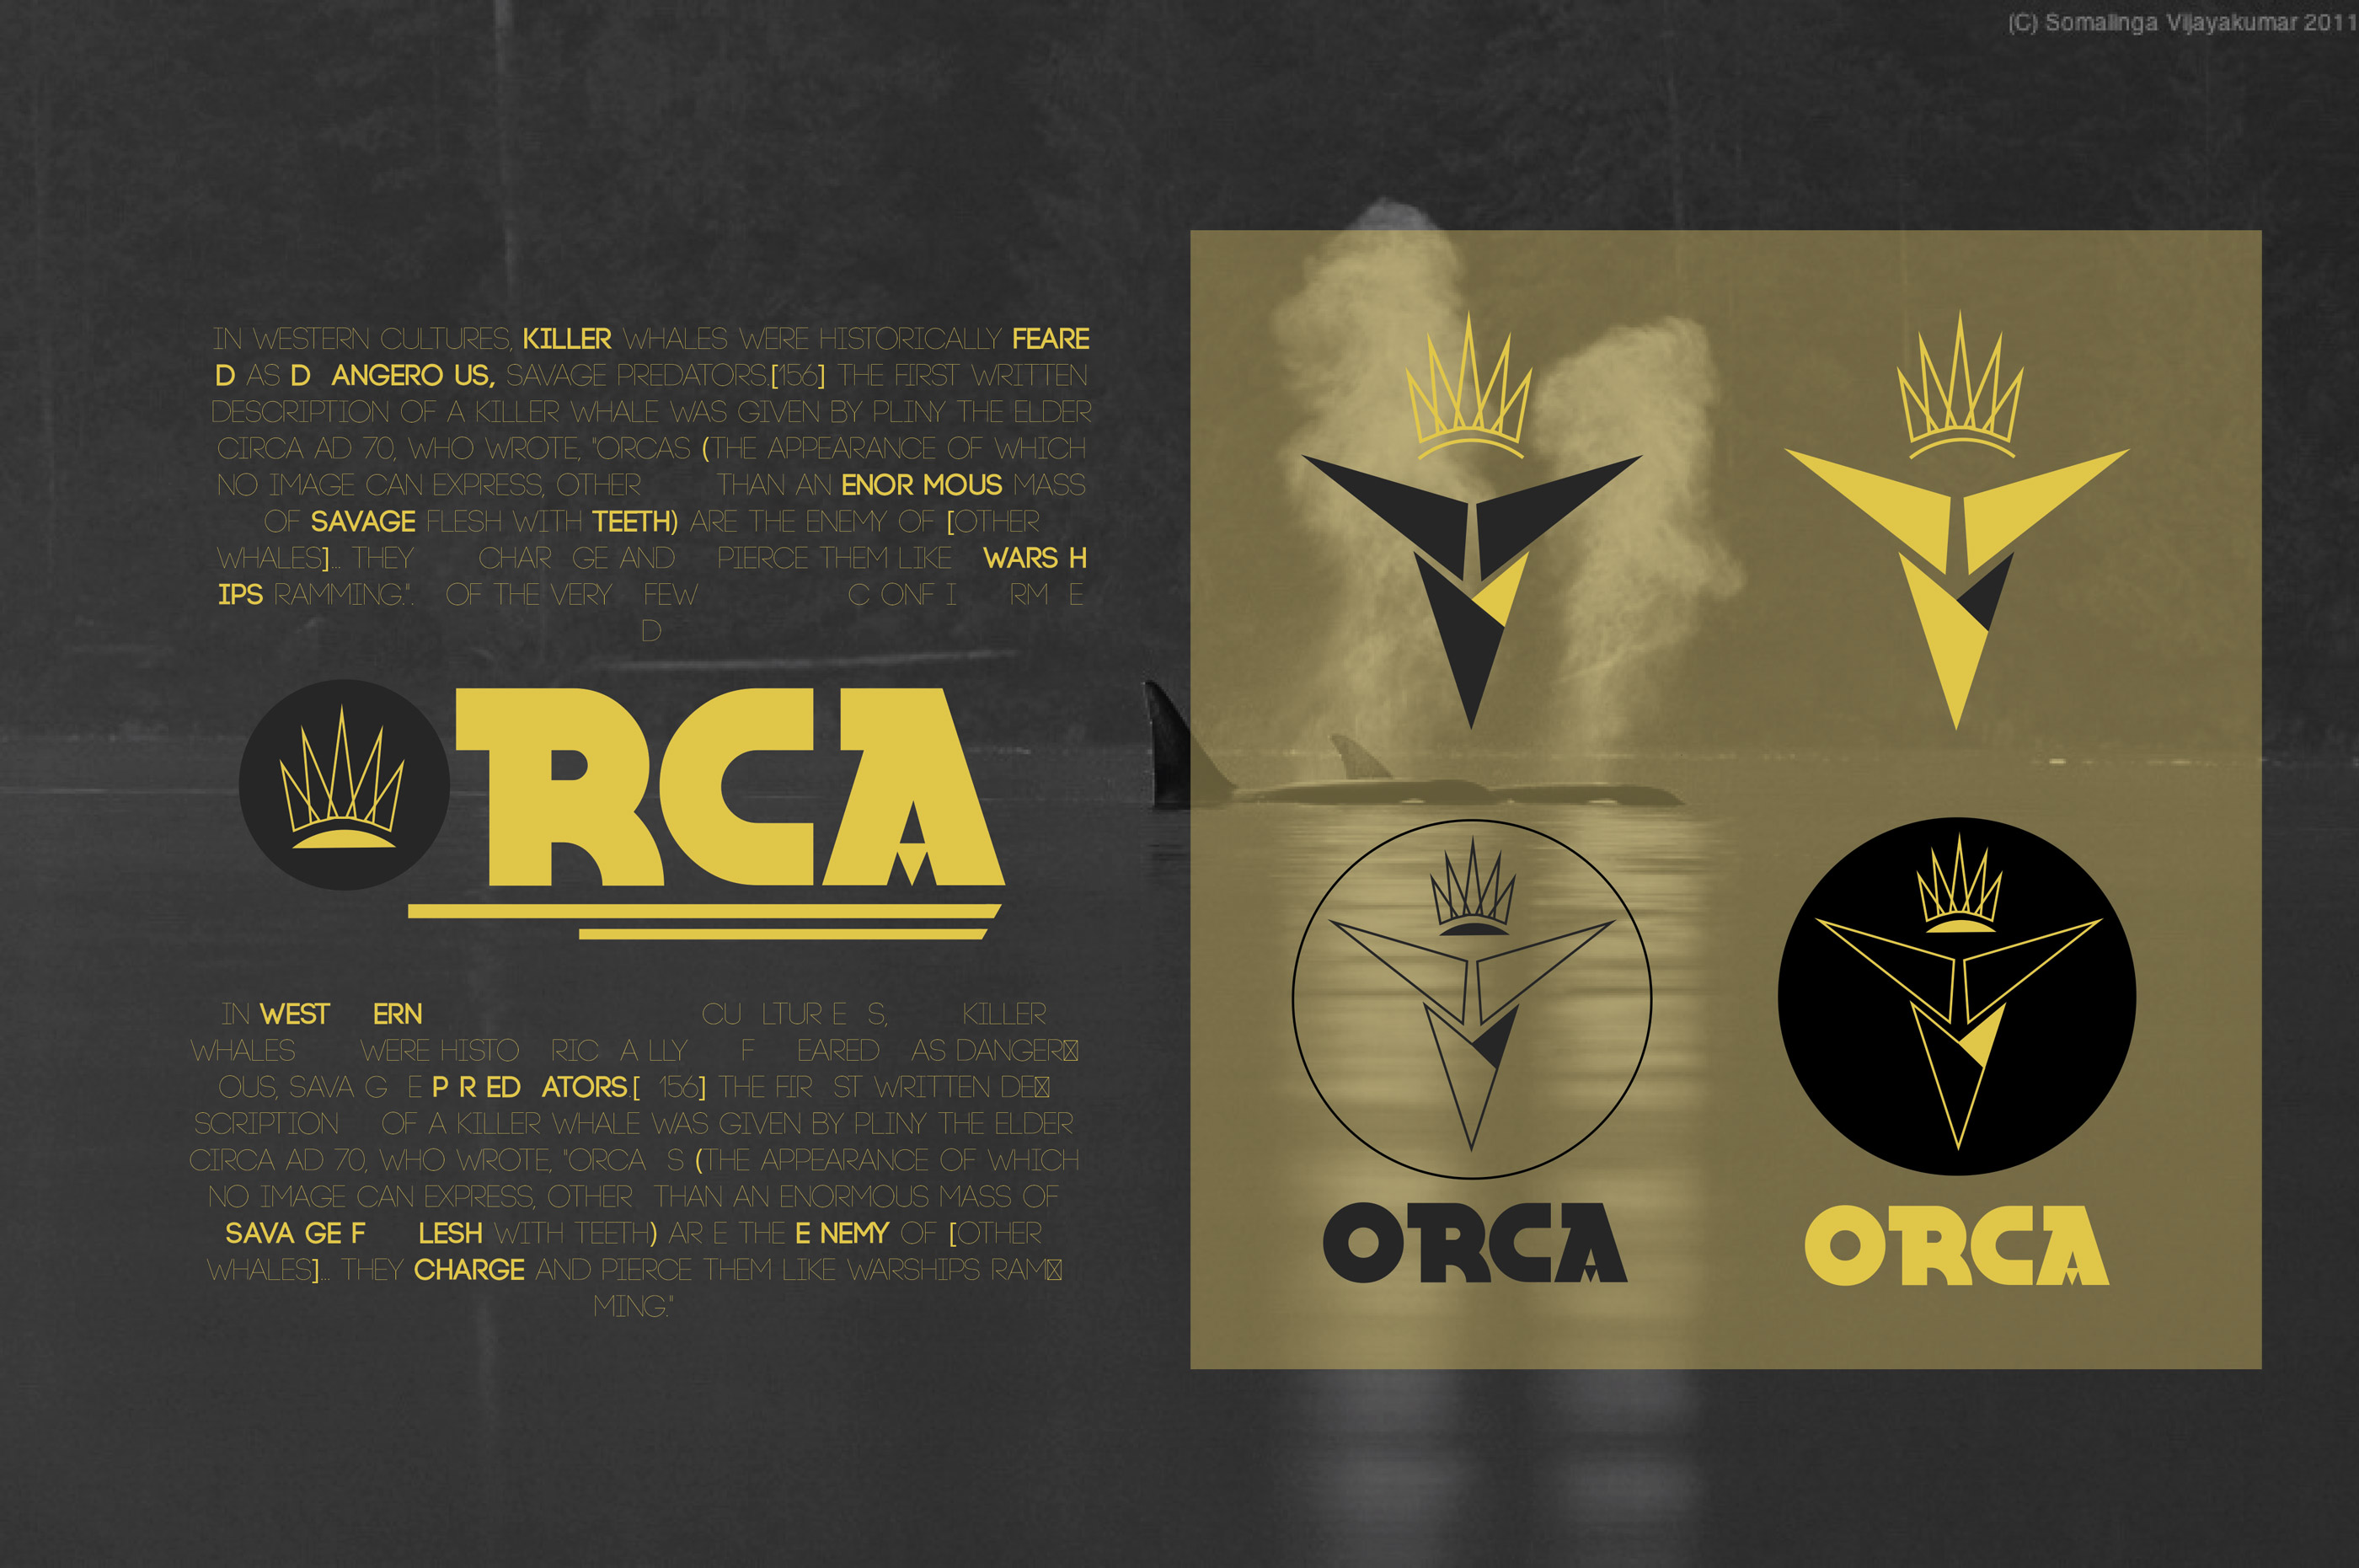 (C) Somalinga Vijayakumar 2011
IN WESTERN CULTURES, KILLER WHALES WERE HISTORICALLY FEARE
D AS D ANGERO US, SAVAGE PREDATORS.[156] THE FIRST WRITTEN
DESCRIPTION OF A KILLER WHALE WAS GIVEN BY PLINY THE ELDER
CIRCA AD 70, WHO WROTE, "ORCAS (THE APPEARANCE OF WHICH
NO IMAGE CAN EXPRESS, OTHER THAN AN ENOR MOUS MASS
OF SAVAGE FLESH WITH TEETH) ARE THE ENEMY OF [OTHER
WHALES]... THEY CHAR GE AND PIERCE THEM LIKE WARS H
IPS RAMMING.". OF THE VERY FEW C ONF I RM E
D
ORCA
IN WEST ERN CU LTUR E S, KILLER
WHALES WERE HISTO RIC A LLY F EARED AS DANGER
OUS, SAVA G E P R ED ATORS.[ 156] THE FIR ST WRITTEN DE
SCRIPTION OF A KILLER WHALE WAS GIVEN BY PLINY THE ELDER
CIRCA AD 70, WHO WROTE, "ORCA S (THE APPEARANCE OF WHICH
NO IMAGE CAN EXPRESS, OTHER THAN AN ENORMOUS MASS OF
SAVA GE F LESH WITH TEETH) AR E THE E NEMY OF [OTHER
WHALES]... THEY CHARGE AND PIERCE THEM LIKE WARSHIPS RAM
MING."
ORCA
ORCA